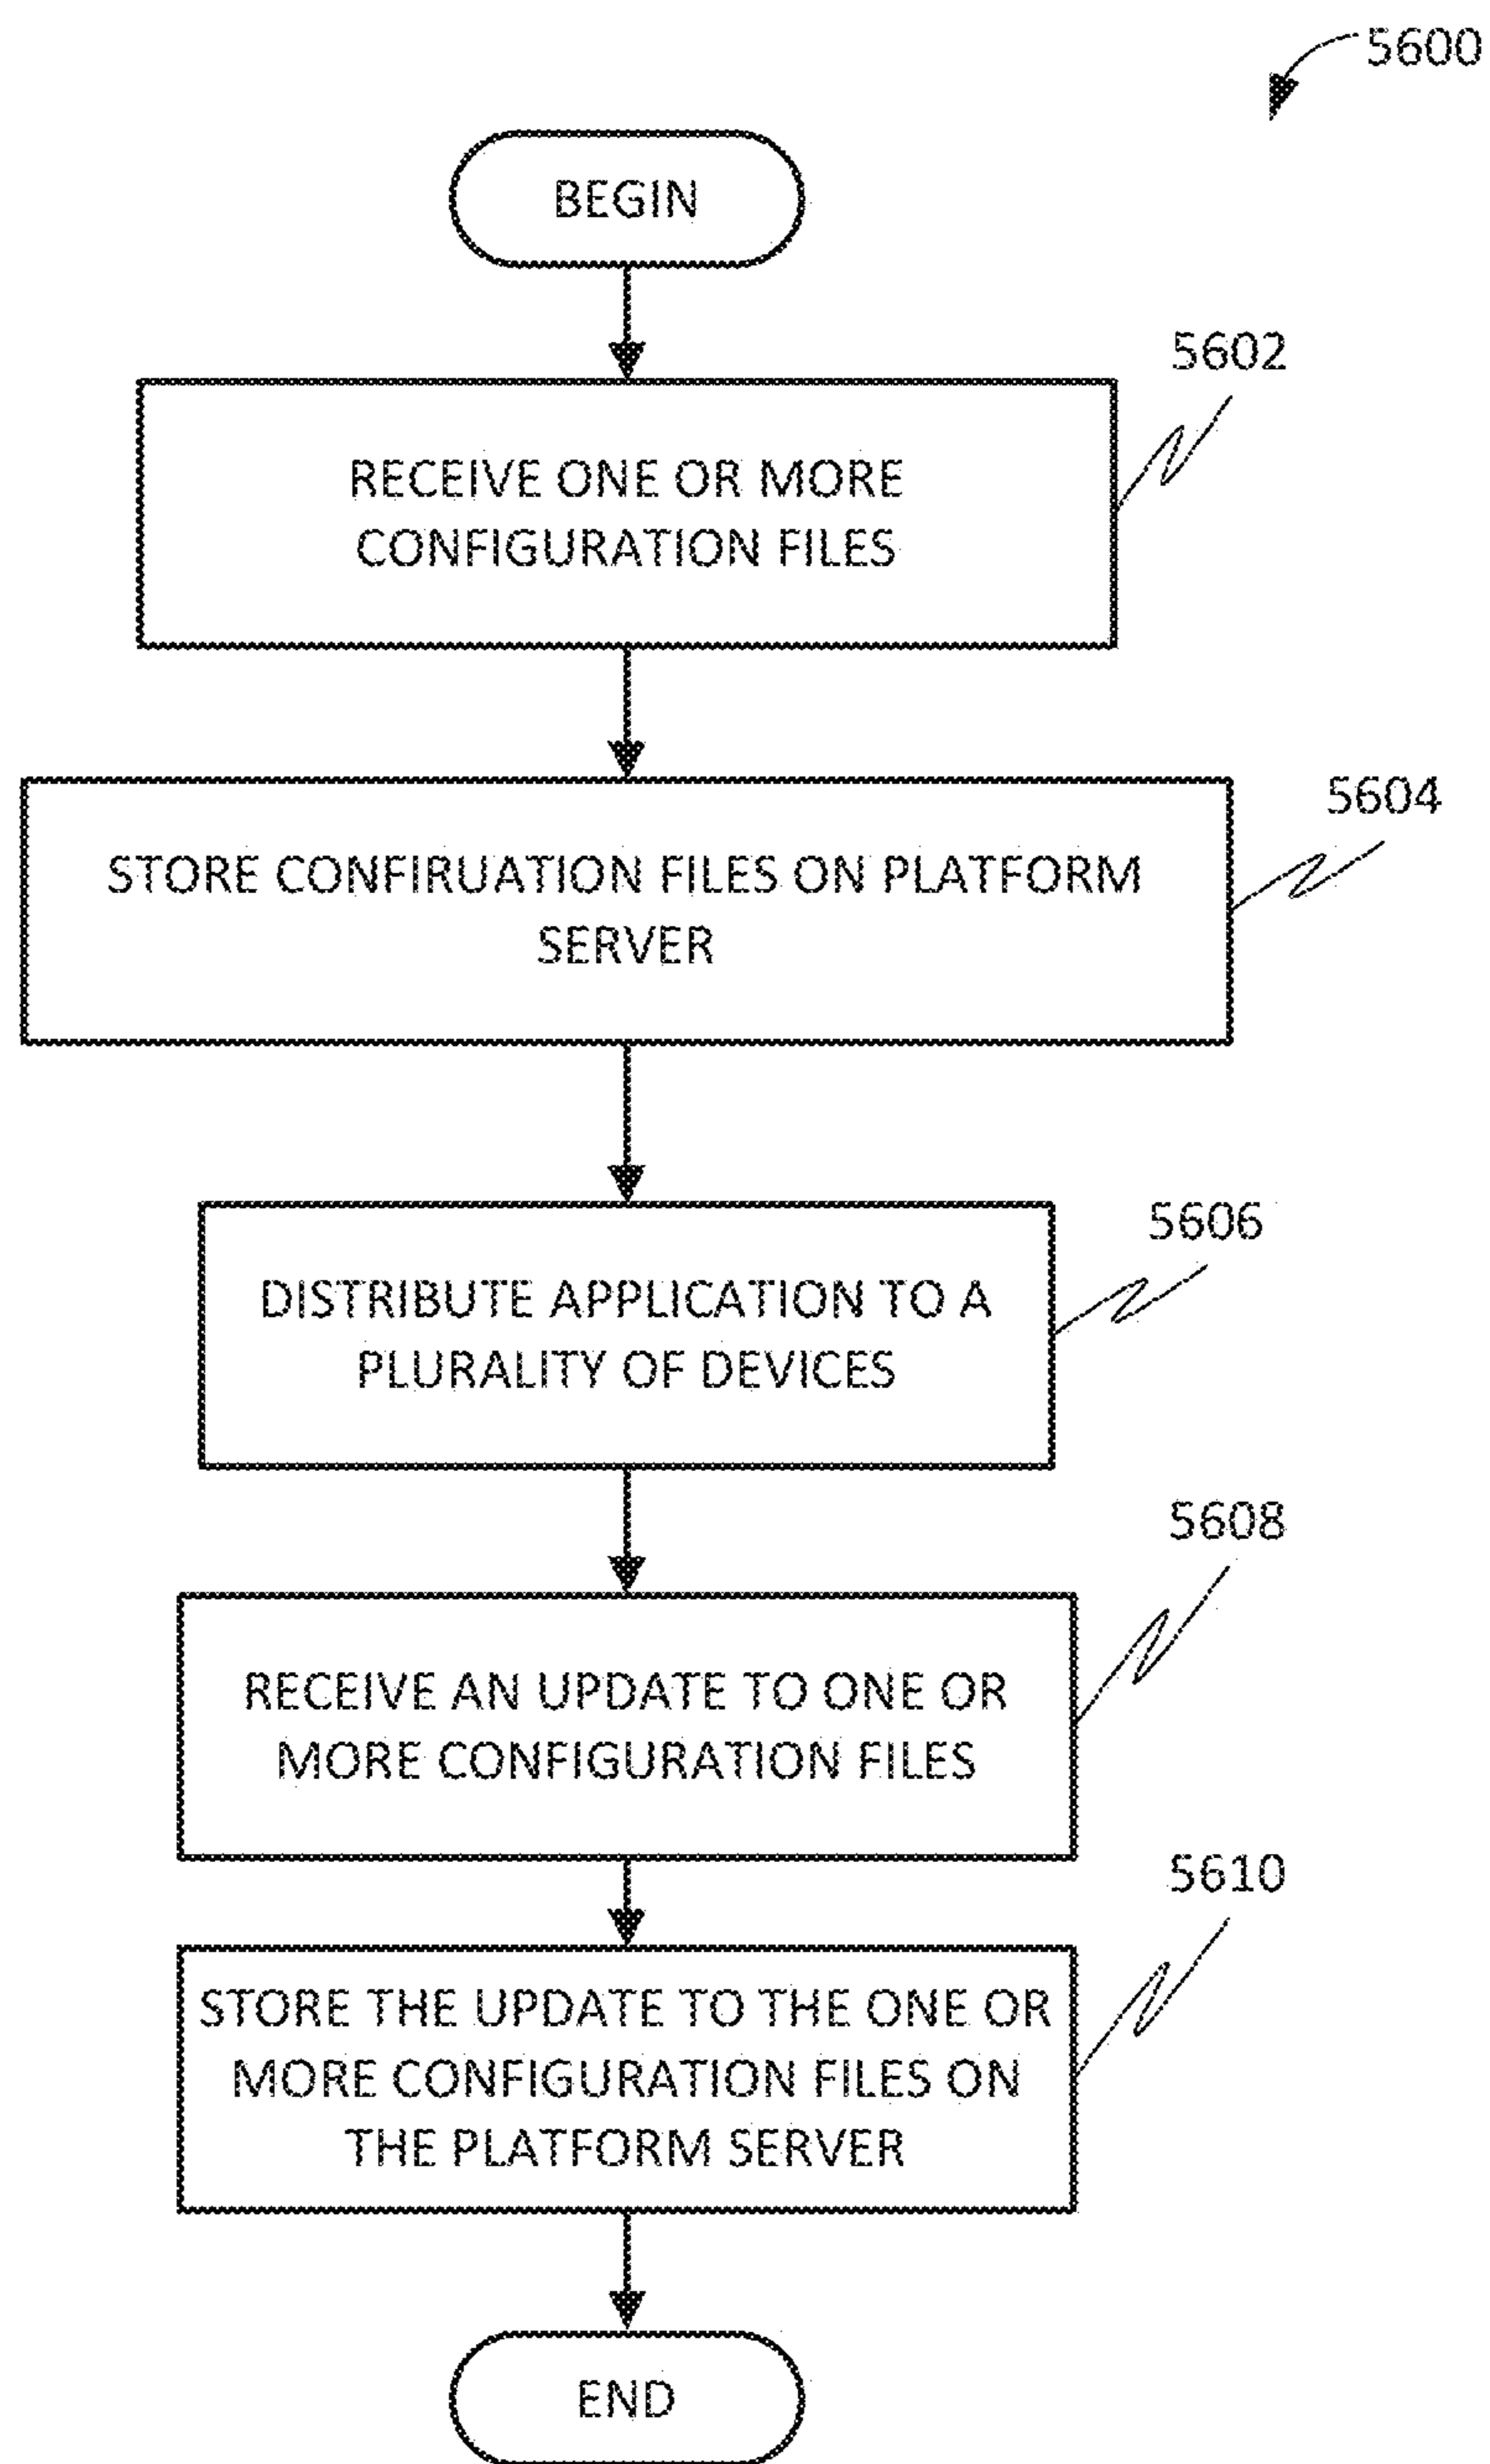 5600
BEGIN
5602
RECEIVE ONE OR MORE
CONFIGURATION FILES
5604
STORE CONFIRUATION FILES ON PLATFORM
SERVER
5606
DISTRIBUTE APPLICATION TO A
PLURALITY OF DEVICES
5608
RECEIVE AN UPDATE TO ONE OR
MORE CONFIGURATION FILES
5610
STORE THE UPDATE TO THE ONE OR
MORE CONFIGURATION FILES ON
THE PLATFORM SERVER
END